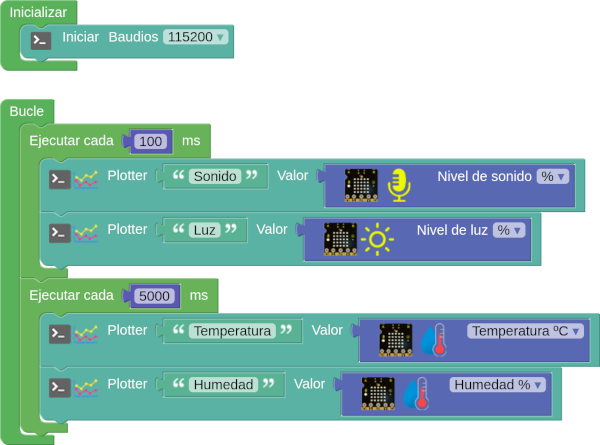 Inicializar
Iniciar Baudios 115200
Bucle
Ejecutar cada 100 ms
Plotter “ Sonido ” Valor Nivel de sonido %
Plotter “ Luz ” Valor Nivel de luz %
Ejecutar cada 5000 ms
Plotter “ Temperatura ” Valor Temperatura ºC
Plotter “ Humedad ” Valor Humedad %